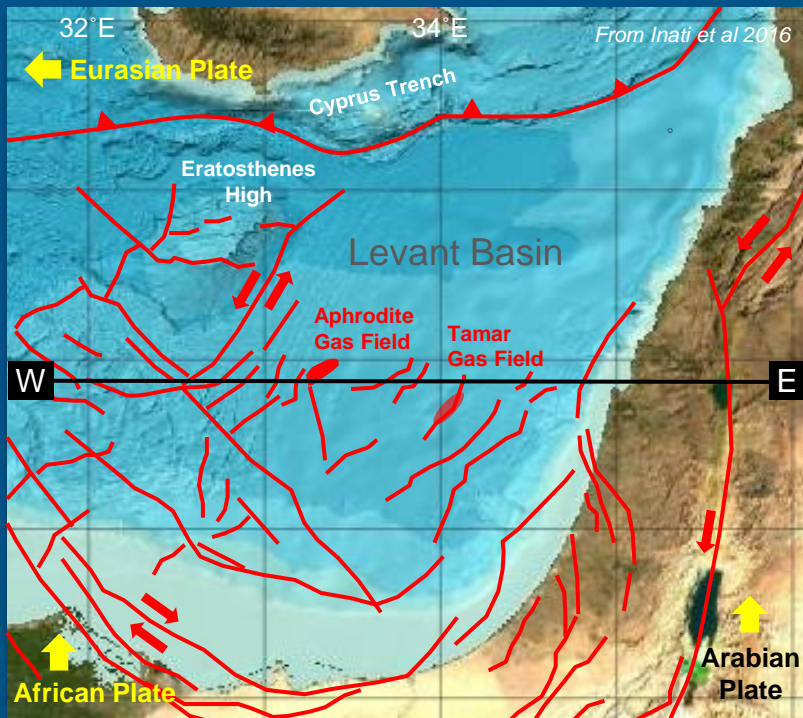 32°E
34°E
From Inati et al 2016
Eurasian Plate
Cyprus Trench
Eratosthenes
High
Levant Basin
Aphrodite
Gas Field
Tamar
Gas Field
W
E
African Plate
Arabian
Plate